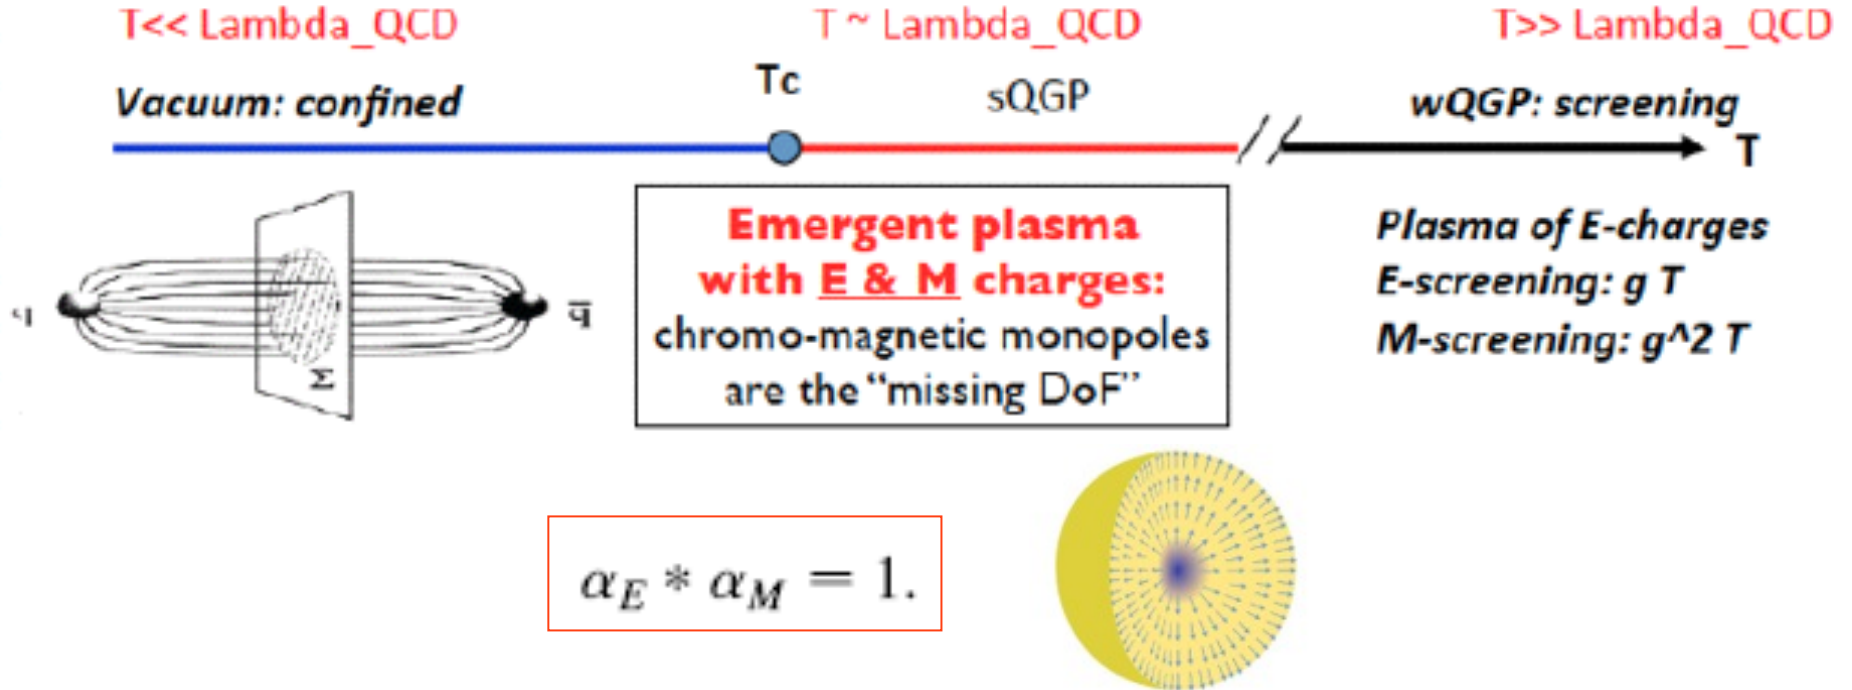 T<< Lambda_QCD
T ~ Lambda_QCD
T>> Lambda_QCD
Vacuum: confined
Tc
sQGP
wQGP: screening
T
q̄
Σ
Emergent plasma
with E & M charges:
chromo-magnetic monopoles
are the “missing DoF”
Plasma of E-charges
E-screening: g T
M-screening: g^2 T
α_E * α_M = 1.